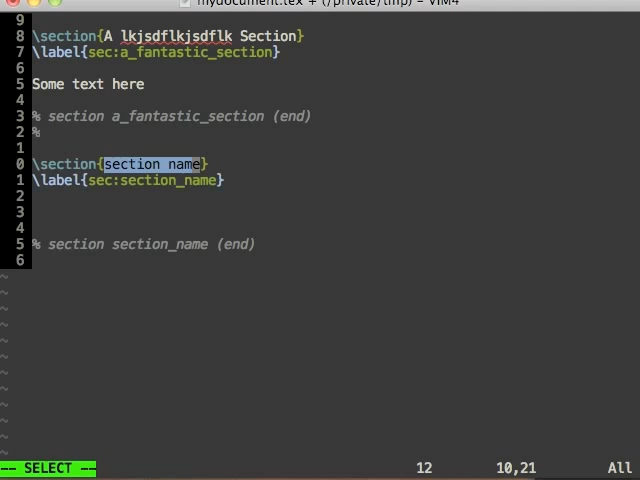 mydocument.tex + (/private/tmp) - VIM4
9
8 \section{A lkjsdflkjsdflk Section}
7 \label{sec:a_fantastic_section}
6
5 Some text here
4
3 % section a_fantastic_section (end)
2 %
1
0 \section{section name}
1 \label{sec:section_name}
2
3
4
5 % section section_name (end)
6
~
~
~
~
~
~
~
~
~
~
~
~
-- SELECT -- 12 10,21 All